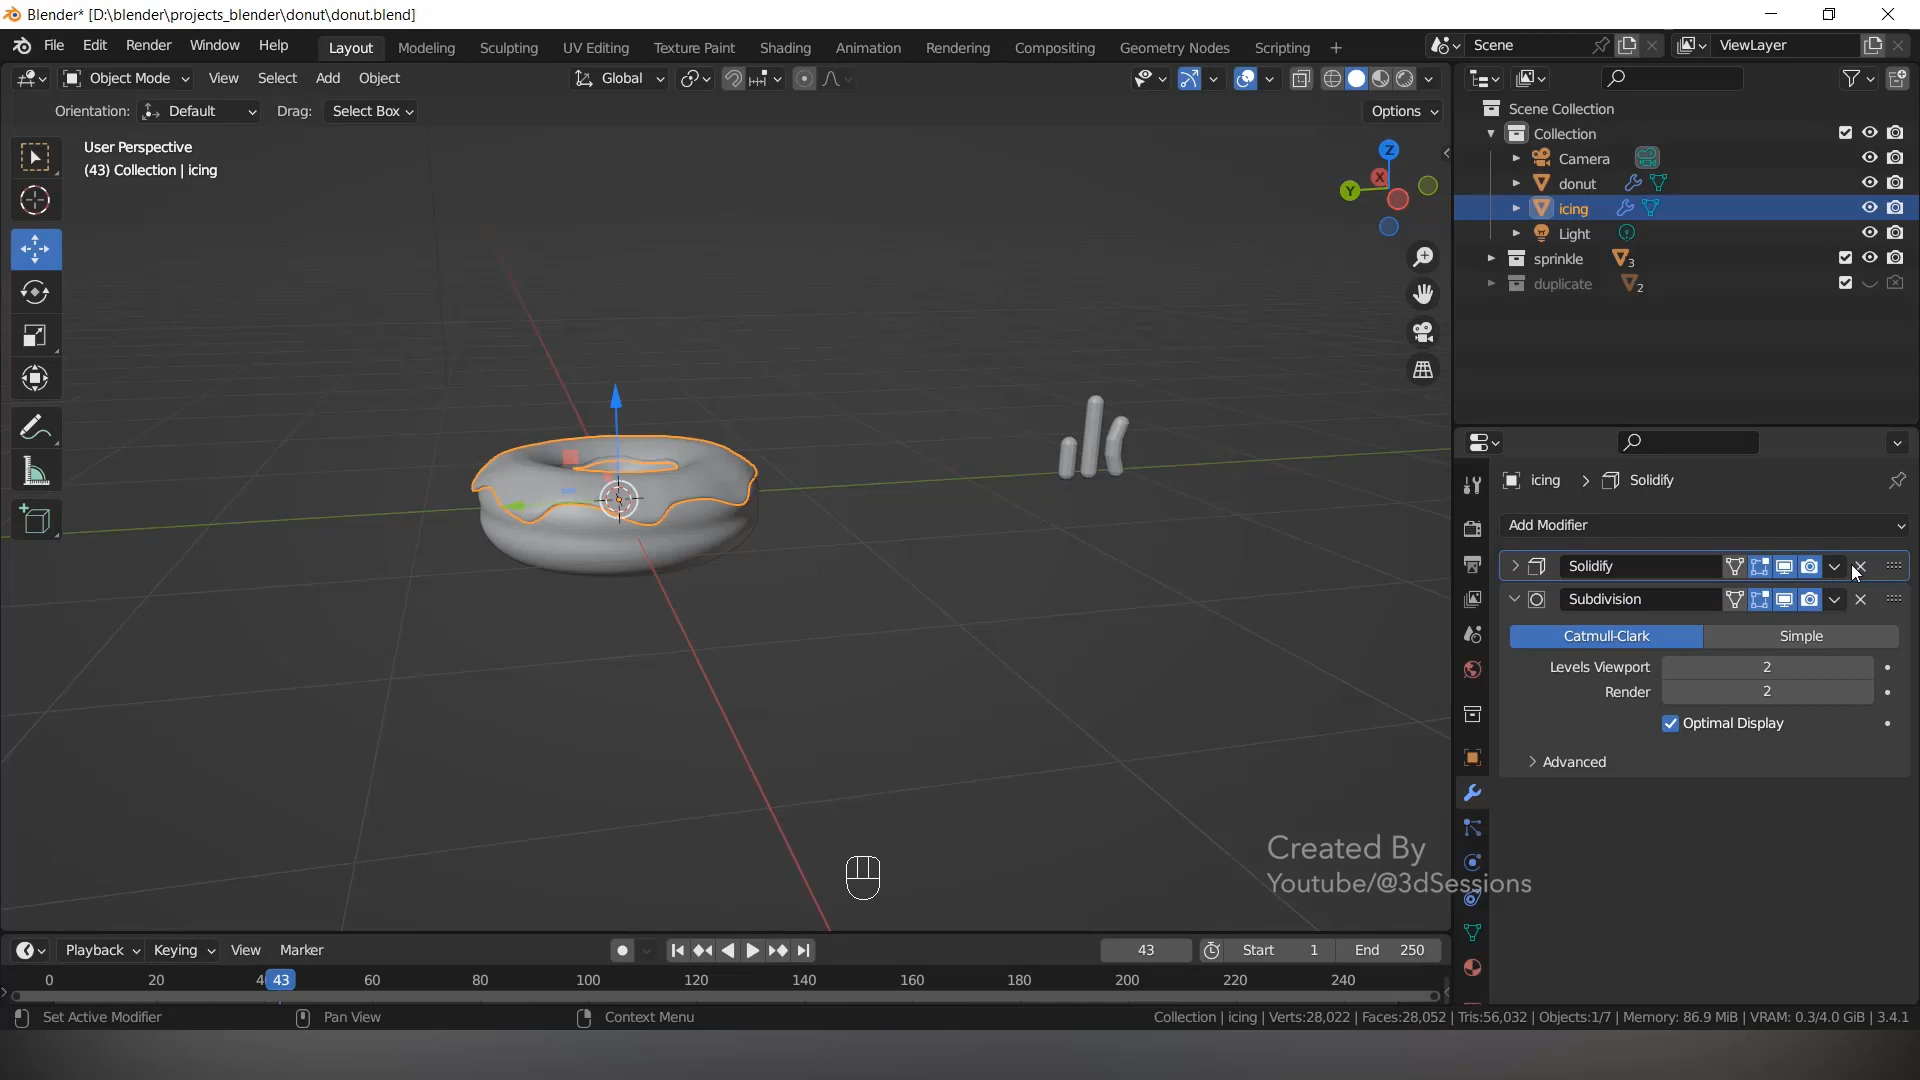 Blender* [D:\blender\projects_blender\donut\donut.blend]
File Edit Render Window Help Layout Modeling Sculpting UV Editing Texture Paint Shading Animation Rendering Compositing Geometry Nodes Scripting + Scene ViewLayer
Object Mode View Select Add Object Global
Orientation: Default Drag: Select Box Options
User Perspective
(43) Collection | icing
Z
X
Y
Scene Collection
Collection
Camera
donut
icing
Light
sprinkle 3
duplicate 2
icing > Solidify
Add Modifier
Solidify
Subdivision
Catmull-Clark Simple
Levels Viewport 2
Render 2
Optimal Display
Advanced
Created By
Youtube/@3dSessions
Playback Keying View Marker 43 Start 1 End 250
0 20 4 43 60 80 100 120 140 160 180 200 220 240
Set Active Modifier Pan View Context Menu Collection | icing | Verts:28,022 | Faces:28,052 | Tris:56,032 | Objects:1/7 | Memory: 86.9 MiB | VRAM: 0.3/4.0 GiB | 3.4.1